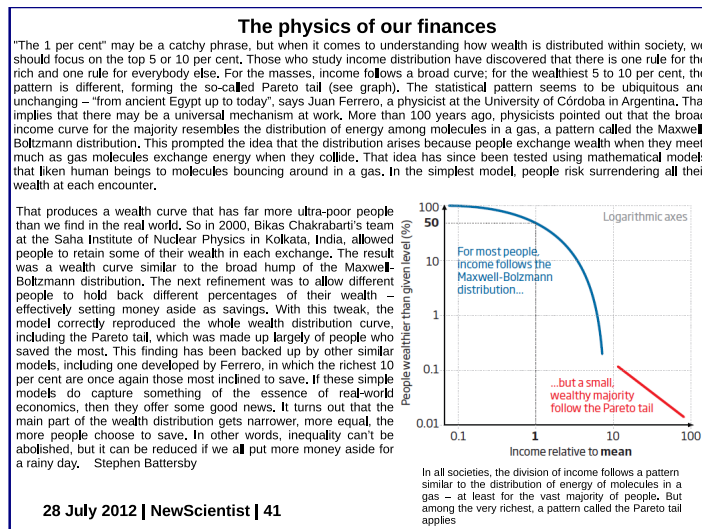 The physics of our finances
"The 1 per cent" may be a catchy phrase, but when it comes to understanding how wealth is distributed within society, we
should focus on the top 5 or 10 per cent. Those who study income distribution have discovered that there is one rule for the
rich and one rule for everybody else. For the masses, income follows a broad curve; for the wealthiest 5 to 10 per cent, the
pattern is different, forming the so-called Pareto tail (see graph). The statistical pattern seems to be ubiquitous and
unchanging – "from ancient Egypt up to today", says Juan Ferrero, a physicist at the University of Córdoba in Argentina. Tha
implies that there may be a universal mechanism at work. More than 100 years ago, physicists pointed out that the broad
income curve for the majority resembles the distribution of energy among molecules in a gas, a pattern called the Maxwel
Boltzmann distribution. This prompted the idea that the distribution arises because people exchange wealth when they meet
much as gas molecules exchange energy when they collide. That idea has since been tested using mathematical model
that liken human beings to molecules bouncing around in a gas. In the simplest model, people risk surrendering all thei
wealth at each encounter.
That produces a wealth curve that has far more ultra-poor people
than we find in the real world. So in 2000, Bikas Chakrabarti's team
at the Saha Institute of Nuclear Physics in Kolkata, India, allowed
people to retain some of their wealth in each exchange. The result
was a wealth curve similar to the broad hump of the Maxwell-
Boltzmann distribution. The next refinement was to allow different
people to hold back different percentages of their wealth –
effectively setting money aside as savings. With this tweak, the
model correctly reproduced the whole wealth distribution curve,
including the Pareto tail, which was made up largely of people who
saved the most. This finding has been backed up by other similar
models, including one developed by Ferrero, in which the richest 10
per cent are once again those most inclined to save. If these simple
models do capture something of the essence of real-world
economics, then they offer some good news. It turns out that the
main part of the wealth distribution gets narrower, more equal, the
more people choose to save. In other words, inequality can't be
abolished, but it can be reduced if we all put more money aside for
a rainy day. Stephen Battersby
28 July 2012 | NewScientist | 41
People wealthier than given level (%)
100
50
10
1
0.1
0.01
Logarithmic axes
For most people,
income follows the
Maxwell-Bolzmann
distribution...
...but a small,
wealthy majority
follow the Pareto tail
0.1
1
10
100
Income relative to mean
In all societies, the division of income follows a pattern
similar to the distribution of energy of molecules in a
gas – at least for the vast majority of people. But
among the very richest, a pattern called the Pareto tail
applies